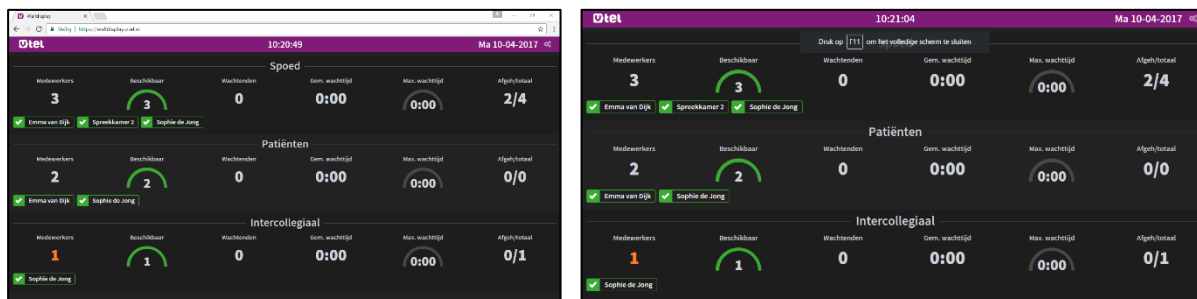 Walldisplay
Veilig | https://walldisplay.vtel.nl
Vtel 10:20:49 Ma 10-04-2017
Spoed
Medewerkers Beschikbaar Wachtenden Gem. wachttijd Max. wachttijd Afgeh/totaal
3 3 0 0:00 0:00 2/4
Emma van Dijk Spreekkamer 2 Sophie de Jong
Patiënten
Medewerkers Beschikbaar Wachtenden Gem. wachttijd Max. wachttijd Afgeh/totaal
2 2 0 0:00 0:00 0/0
Emma van Dijk Sophie de Jong
Intercollegiaal
Medewerkers Beschikbaar Wachtenden Gem. wachttijd Max. wachttijd Afgeh/totaal
1 1 0 0:00 0:00 0/1
Sophie de Jong
Vtel 10:21:04 Ma 10-04-2017
Druk op F11 om het volledige scherm te sluiten
Spoed
Medewerkers Beschikbaar Wachtenden Gem. wachttijd Max. wachttijd Afgeh/totaal
3 3 0 0:00 0:00 2/4
Emma van Dijk Spreekkamer 2 Sophie de Jong
Patiënten
Medewerkers Beschikbaar Wachtenden Gem. wachttijd Max. wachttijd Afgeh/totaal
2 2 0 0:00 0:00 0/0
Emma van Dijk Sophie de Jong
Intercollegiaal
Medewerkers Beschikbaar Wachtenden Gem. wachttijd Max. wachttijd Afgeh/totaal
1 1 0 0:00 0:00 0/1
Sophie de Jong